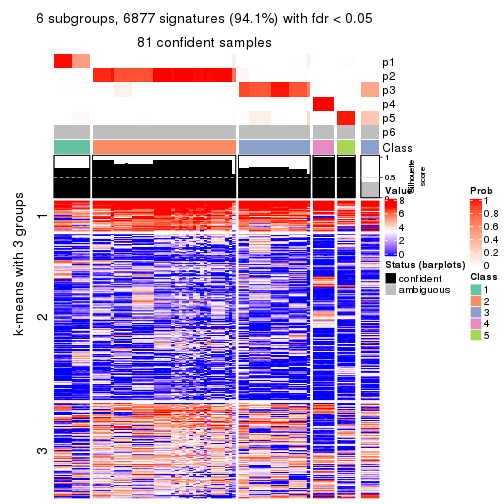 6 subgroups, 6877 signatures (94.1%) with fdr < 0.05
81 confident samples
p1
p2
p3
p4
p5
p6
Class
1
0.5
0
Silhouette
score
k-means with 3 groups
1
2
3
Value
8
6
4
2
0
Status (barplots)
confident
ambiguous
Prob
1
0.8
0.6
0.4
0.2
0
Class
1
2
3
4
5